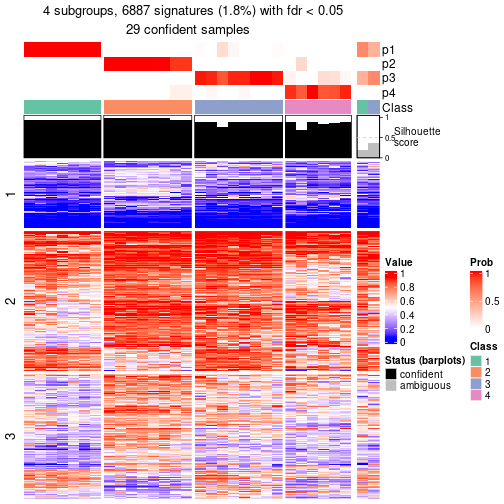 4 subgroups, 6887 signatures (1.8%) with fdr < 0.05
29 confident samples
p1
p2
p3
p4
Class
1
0.5
0
Silhouette
score
1
2
3
Value
1
0.8
0.6
0.4
0.2
0
Prob
1
0.5
0
Status (barplots)
confident
ambiguous
Class
1
2
3
4